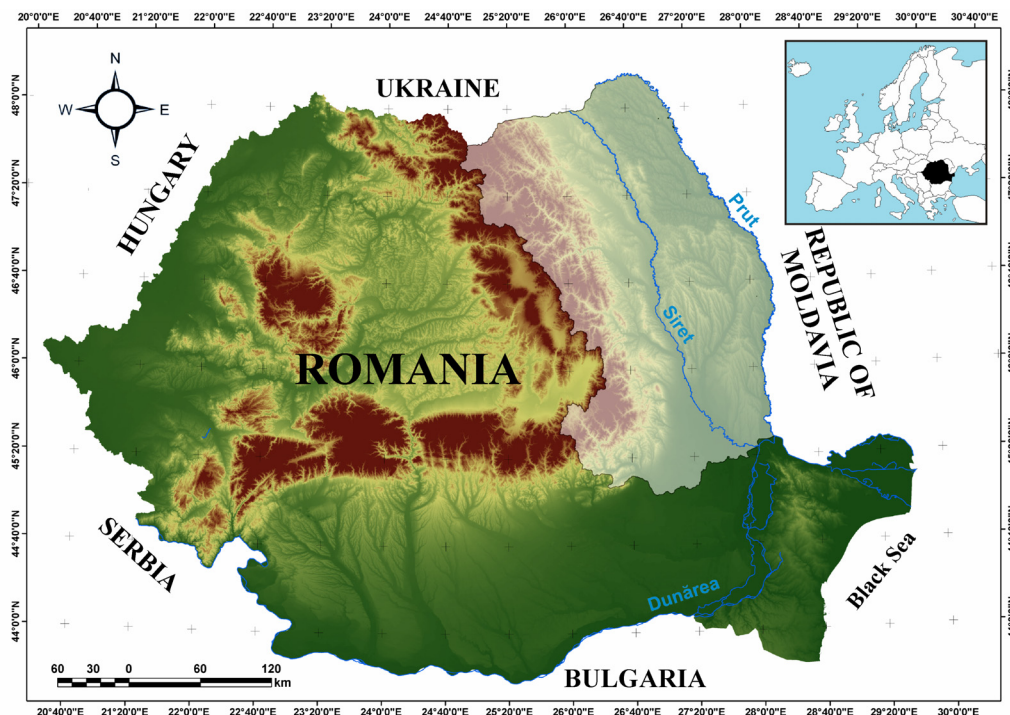 20°0'0"E 20°40'0"E 21°20'0"E 22°0'0"E 22°40'0"E 23°20'0"E 24°0'0"E 24°40'0"E 25°20'0"E 26°0'0"E 26°40'0"E 27°20'0"E 28°0'0"E 28°40'0"E 29°20'0"E 30°0'0"E 30°40'0"E
N
W E
S
UKRAINE
HUNGARY
Prut
REPUBLIC OF
MOLDAVIA
Siret
ROMANIA
SERBIA
Black Sea
Dunărea
BULGARIA
48°0'0"N
47°20'0"N
46°40'0"N
46°0'0"N
45°20'0"N
44°40'0"N
44°0'0"N
60 30 0 60 120
km
20°40'0"E 21°20'0"E 22°0'0"E 22°40'0"E 23°20'0"E 24°0'0"E 24°40'0"E 25°20'0"E 26°0'0"E 26°40'0"E 27°20'0"E 28°0'0"E 28°40'0"E 29°20'0"E 30°0'0"E